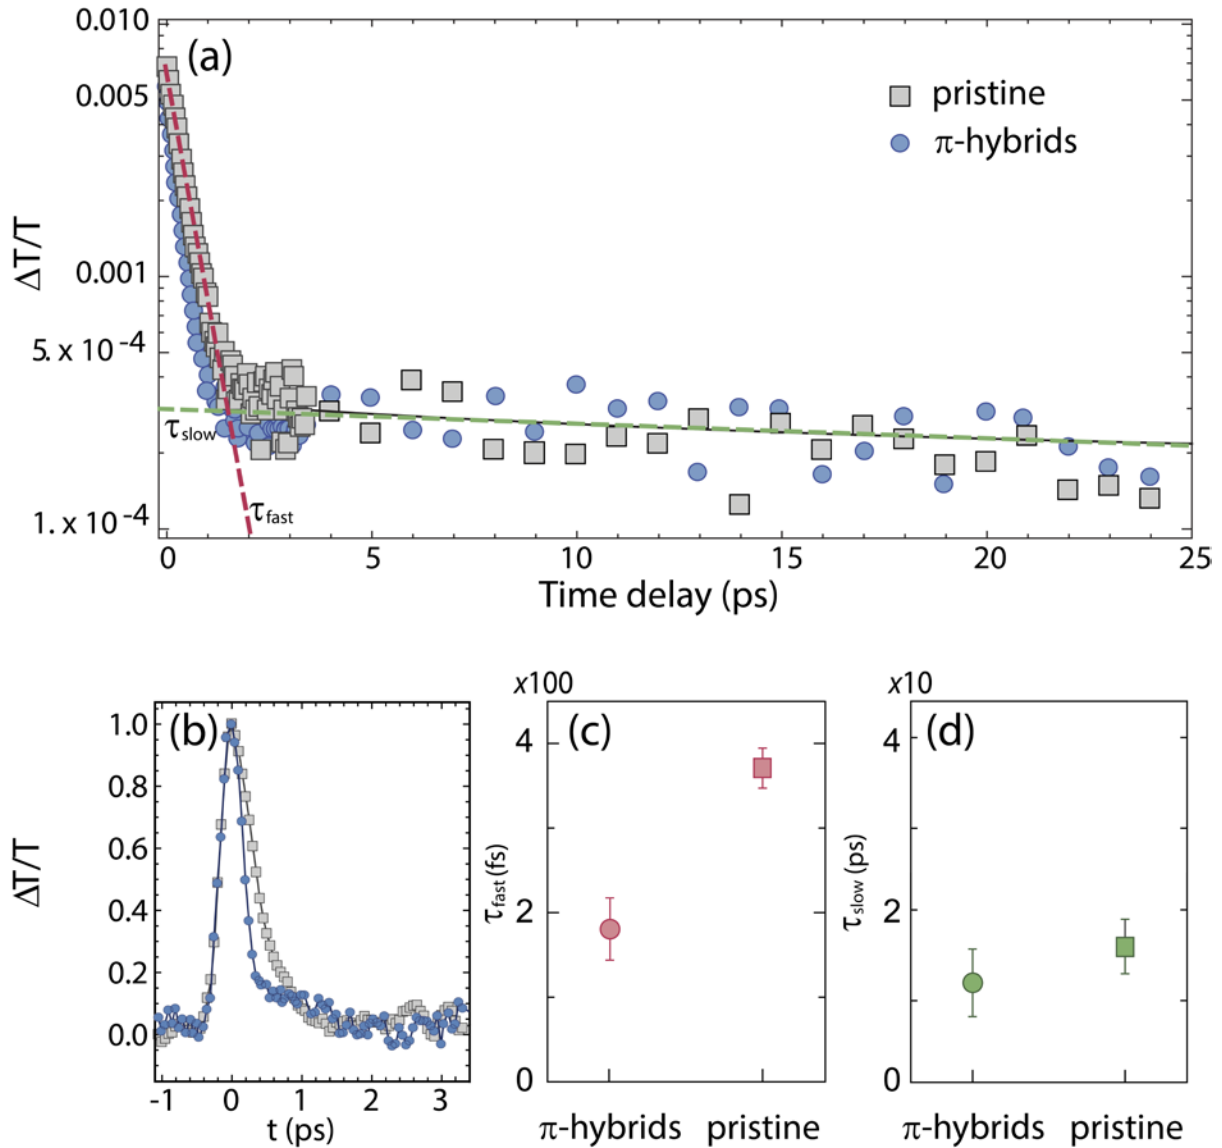 0.010
(a)
pristine
π-hybrids
0.005
ΔT/T
0.001
5. x 10⁻⁴
τslow
τfast
1. x 10⁻⁴
0 5 10 15 20 25
Time delay (ps)
x100
x10
(b)
(c)
(d)
1.0
0.8
0.6
0.4
0.2
0.0
ΔT/T
-1 0 1 2 3
t (ps)
4
2
0
τfast (fs)
π-hybrids pristine
4
2
0
τslow (ps)
π-hybrids pristine